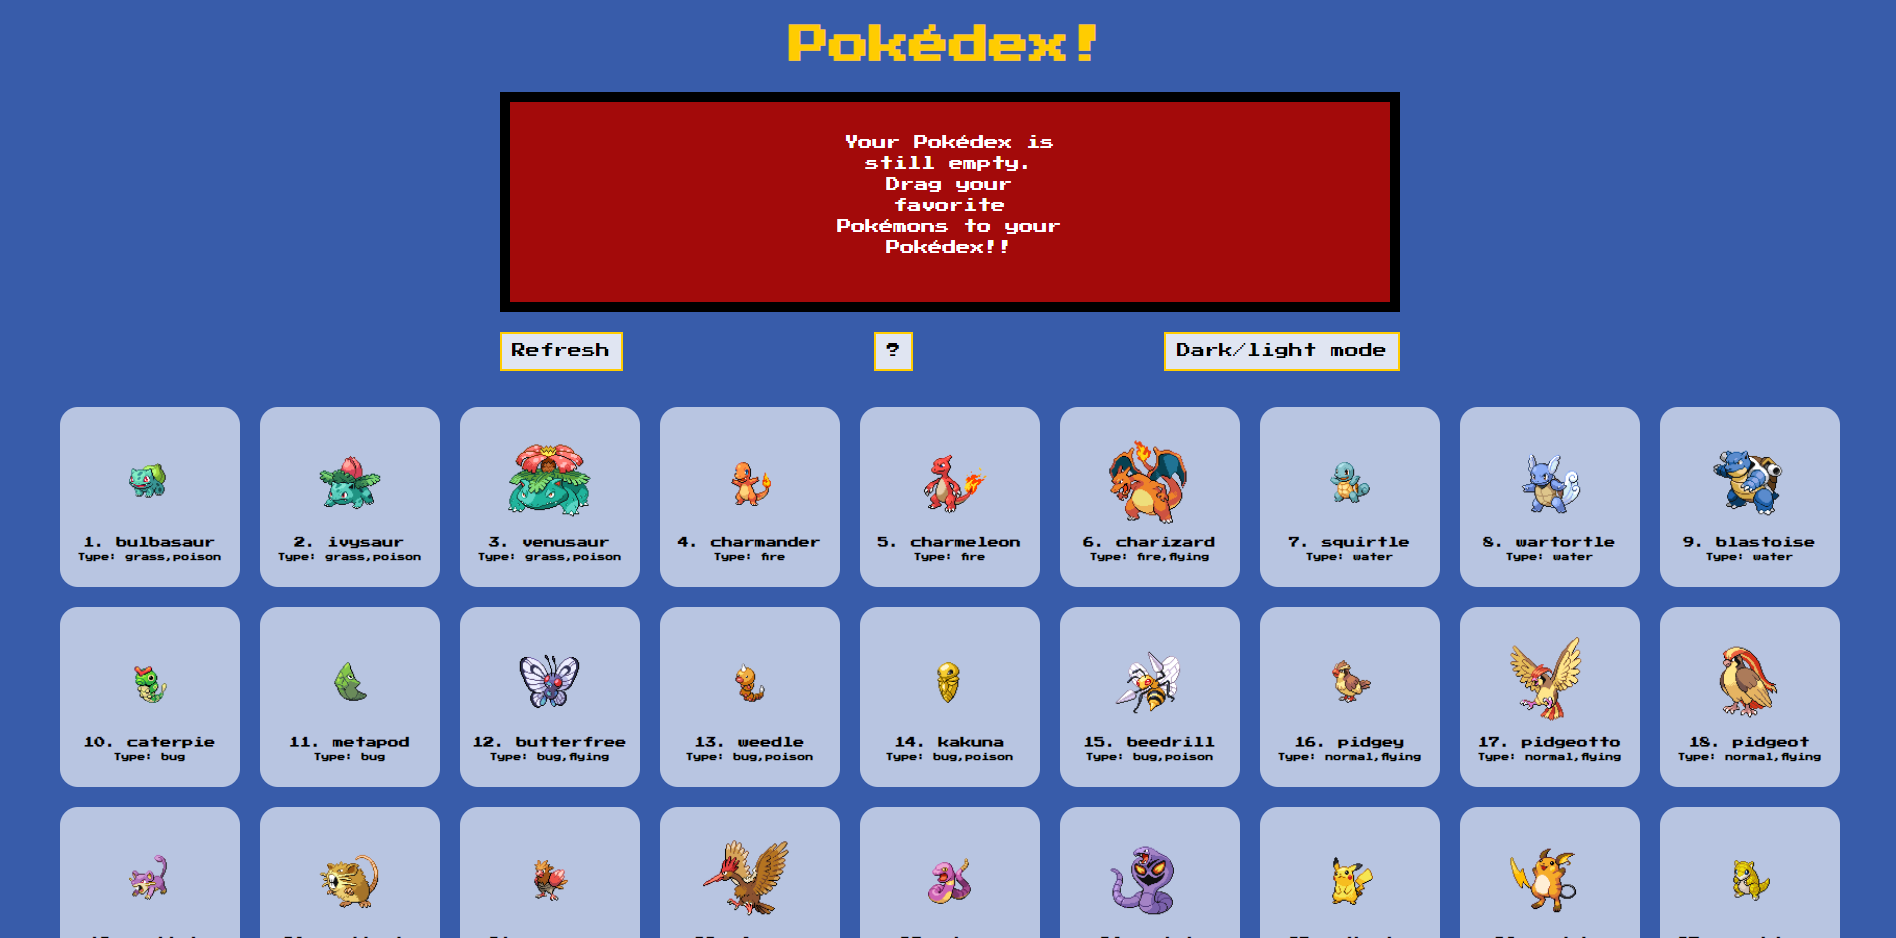 Pokédex!
Your Pokédex is
still empty.
Drag your
favorite
Pokémons to your
Pokédex!!
Refresh
?
Dark/light mode
1. bulbasaur
Type: grass,poison
2. ivysaur
Type: grass,poison
3. venusaur
Type: grass,poison
4. charmander
Type: fire
5. charmeleon
Type: fire
6. charizard
Type: fire,flying
7. squirtle
Type: water
8. wartortle
Type: water
9. blastoise
Type: water
10. caterpie
Type: bug
11. metapod
Type: bug
12. butterfree
Type: bug,flying
13. weedle
Type: bug,poison
14. kakuna
Type: bug,poison
15. beedrill
Type: bug,poison
16. pidgey
Type: normal,flying
17. pidgeotto
Type: normal,flying
18. pidgeot
Type: normal,flying